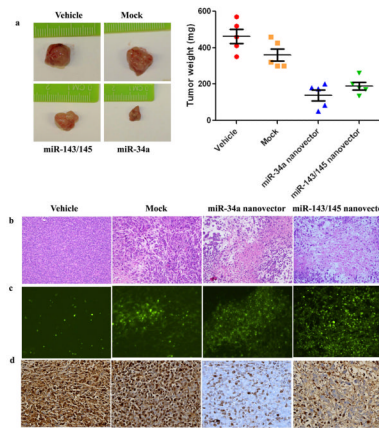 a
Vehicle
Mock
miR-143/145
miR-34a
Tumor weight (mg)
600
400
200
0
Vehicle
Mock
miR-34a nanovector
miR-143/145 nanovector
Vehicle
Mock
miR-34a nanovector
miR-143/145 nanovector
b
c
d